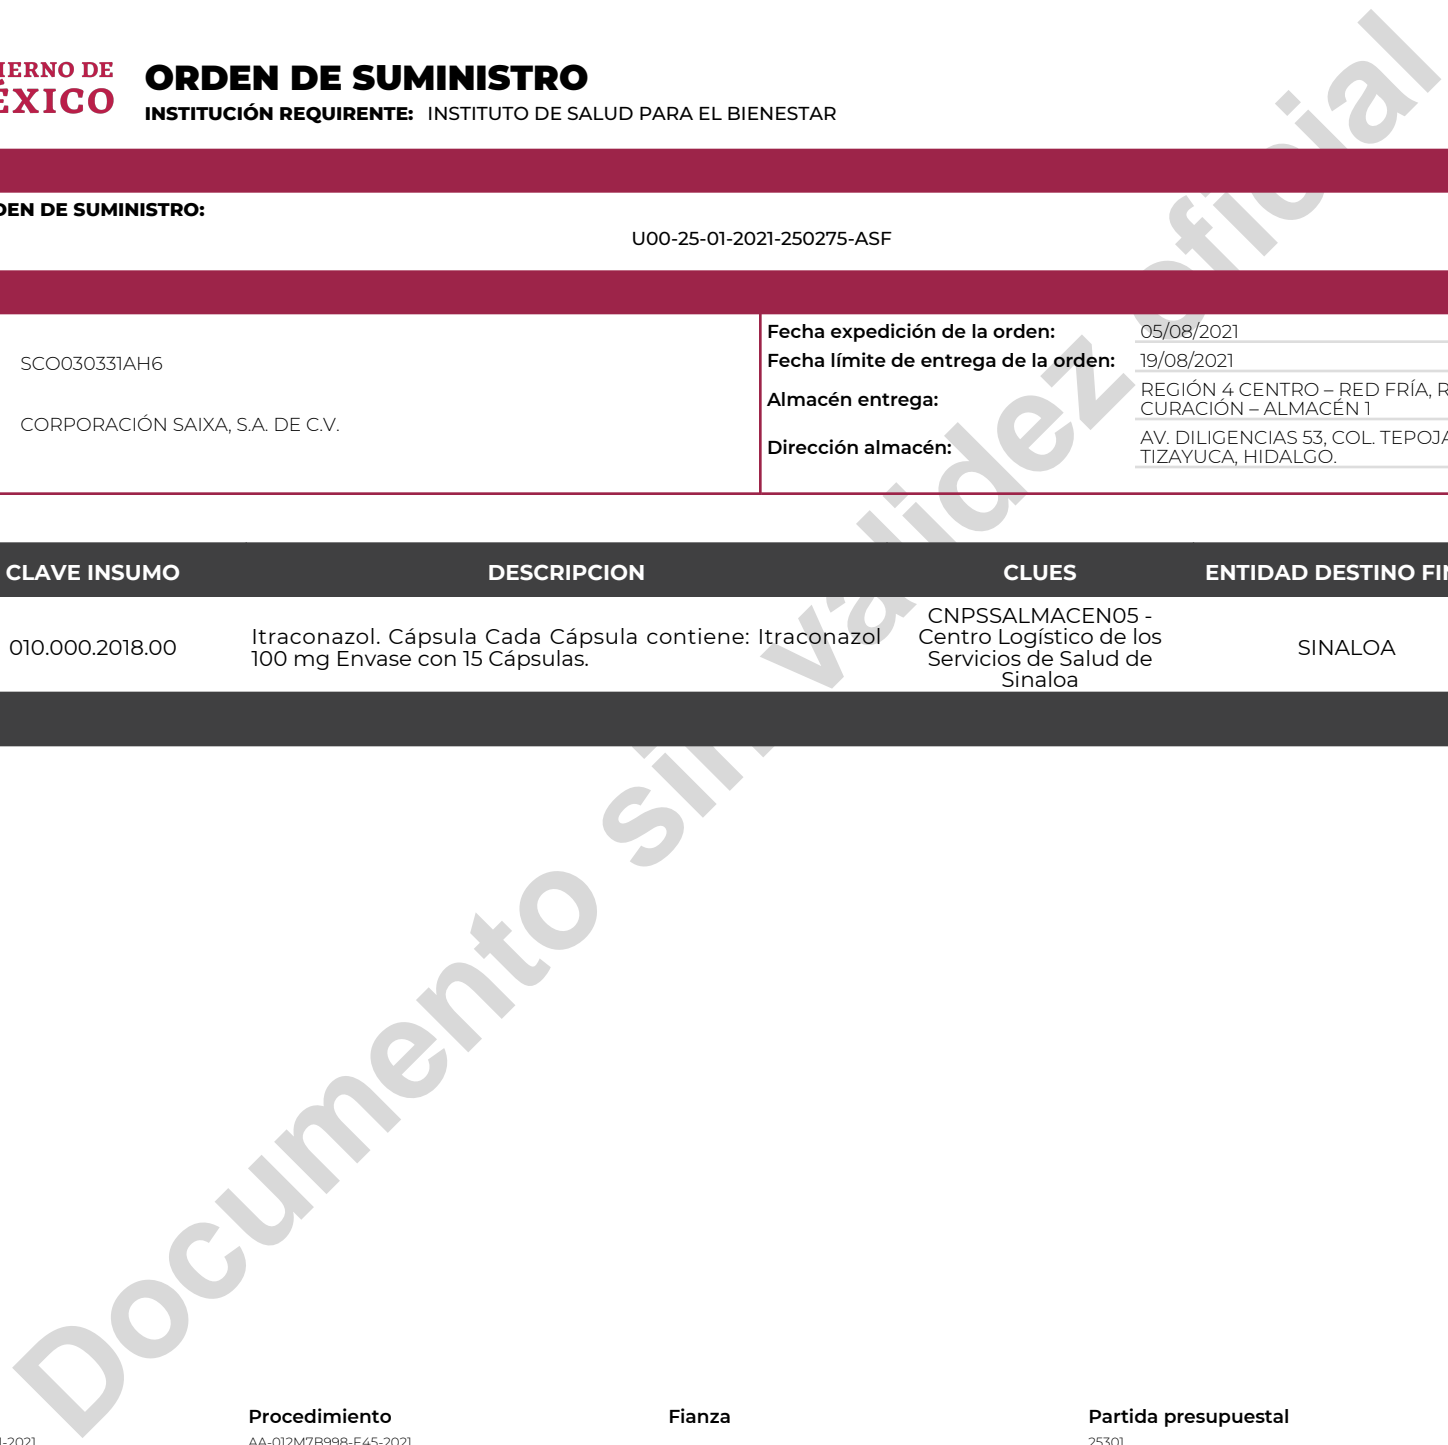 IERNO DE
ÉXICO
ORDEN DE SUMINISTRO
INSTITUCIÓN REQUIRENTE: INSTITUTO DE SALUD PARA EL BIENESTAR
DEN DE SUMINISTRO:
U00-25-01-2021-250275-ASF
SCO030331AH6
CORPORACIÓN SAIXA, S.A. DE C.V.
Fecha expedición de la orden: 05/08/2021
Fecha límite de entrega de la orden: 19/08/2021
Almacén entrega: REGIÓN 4 CENTRO – RED FRÍA, R
CURACIÓN – ALMACÉN 1
Dirección almacén: AV. DILIGENCIAS 53, COL. TEPOJA
TIZAYUCA, HIDALGO.
CLAVE INSUMO DESCRIPCION CLUES ENTIDAD DESTINO FIN
010.000.2018.00
Itraconazol. Cápsula Cada Cápsula contiene: Itraconazol
100 mg Envase con 15 Cápsulas.
CNPSSALMACEN05 -
Centro Logístico de los
Servicios de Salud de
Sinaloa
SINALOA
Documento sin validez oficial
Procedimiento Fianza Partida presupuestal
-2021 AA-012M7B998-E45-2021 25301